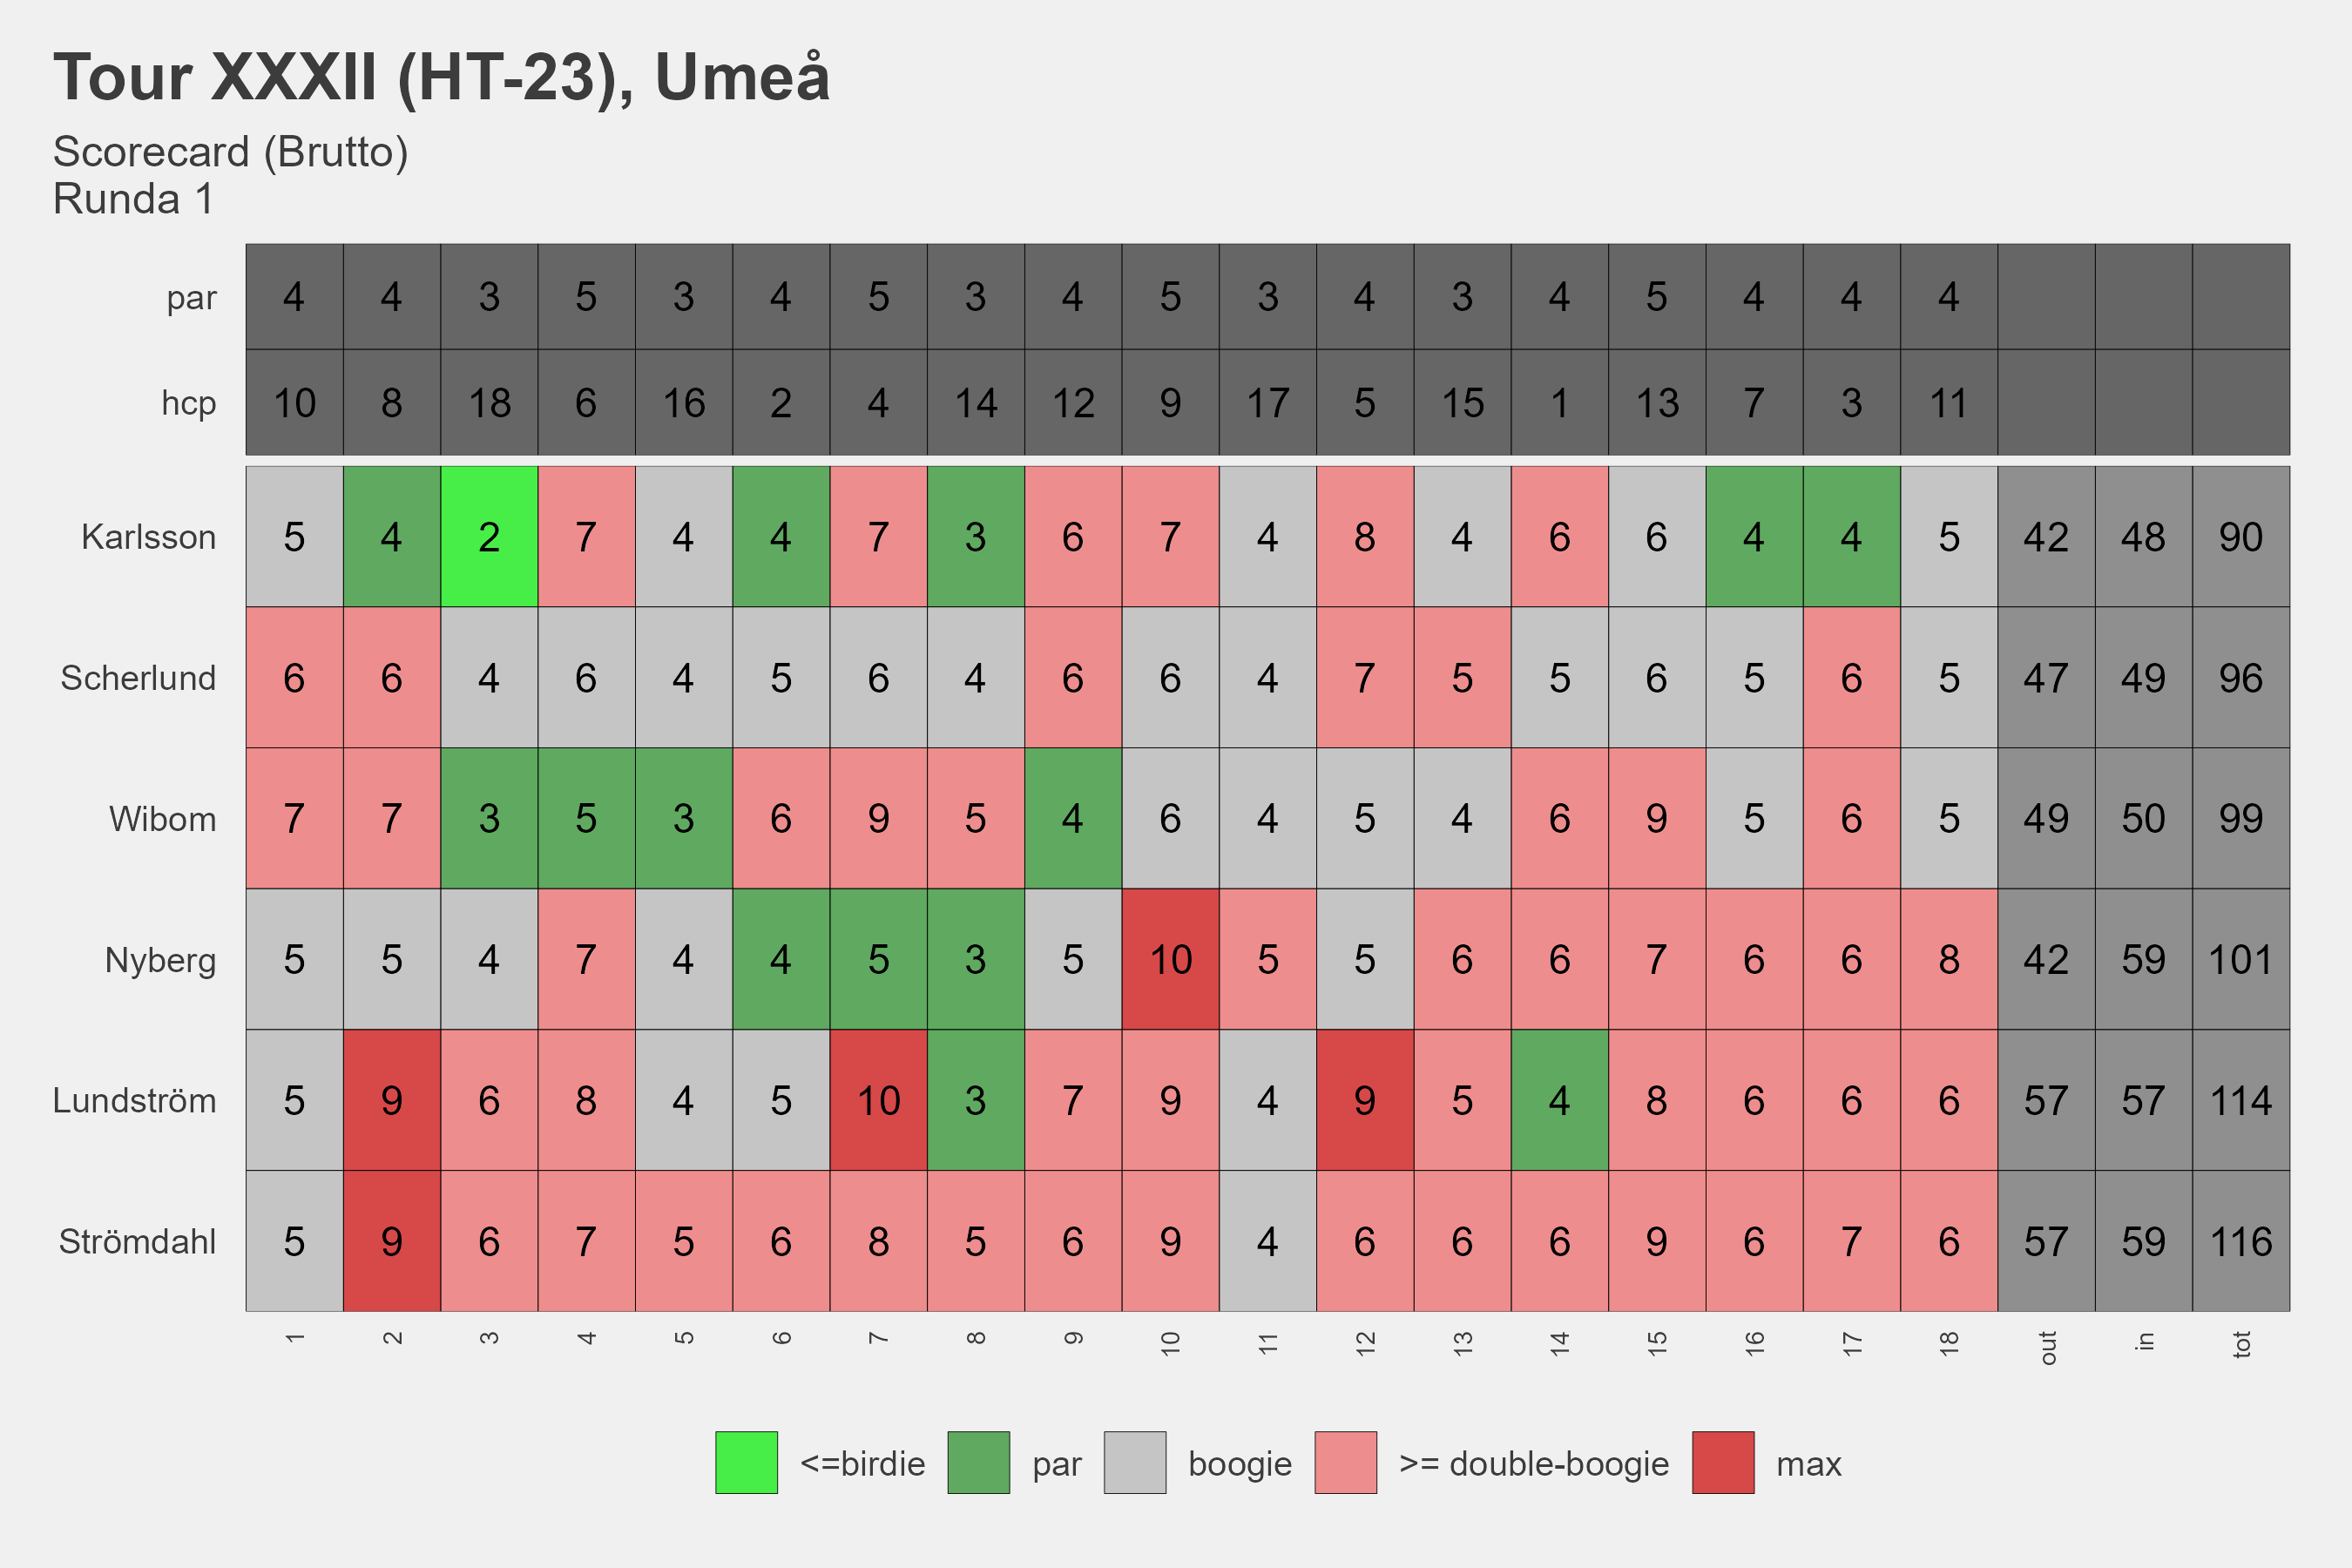 Tour XXXII (HT-23), Umeå
Scorecard (Brutto)
Runda 1
par 4 4 3 5 3 4 5 3 4 5 3 4 3 4 5 4 4 4
hcp 10 8 18 6 16 2 4 14 12 9 17 5 15 1 13 7 3 11
Karlsson 5 4 2 7 4 4 7 3 6 7 4 8 4 6 6 4 4 5 42 48 90
Scherlund 6 6 4 6 4 5 6 4 6 6 4 7 5 5 6 5 6 5 47 49 96
Wibom 7 7 3 5 3 6 9 5 4 6 4 5 4 6 9 5 6 5 49 50 99
Nyberg 5 5 4 7 4 4 5 3 5 10 5 5 6 6 7 6 6 8 42 59 101
Lundström 5 9 6 8 4 5 10 3 7 9 4 9 5 4 8 6 6 6 57 57 114
Strömdahl 5 9 6 7 5 6 8 5 6 9 4 6 6 6 9 6 7 6 57 59 116
1 2 3 4 5 6 7 8 9 10 11 12 13 14 15 16 17 18 out in tot
<=birdie par boogie >= double-boogie max